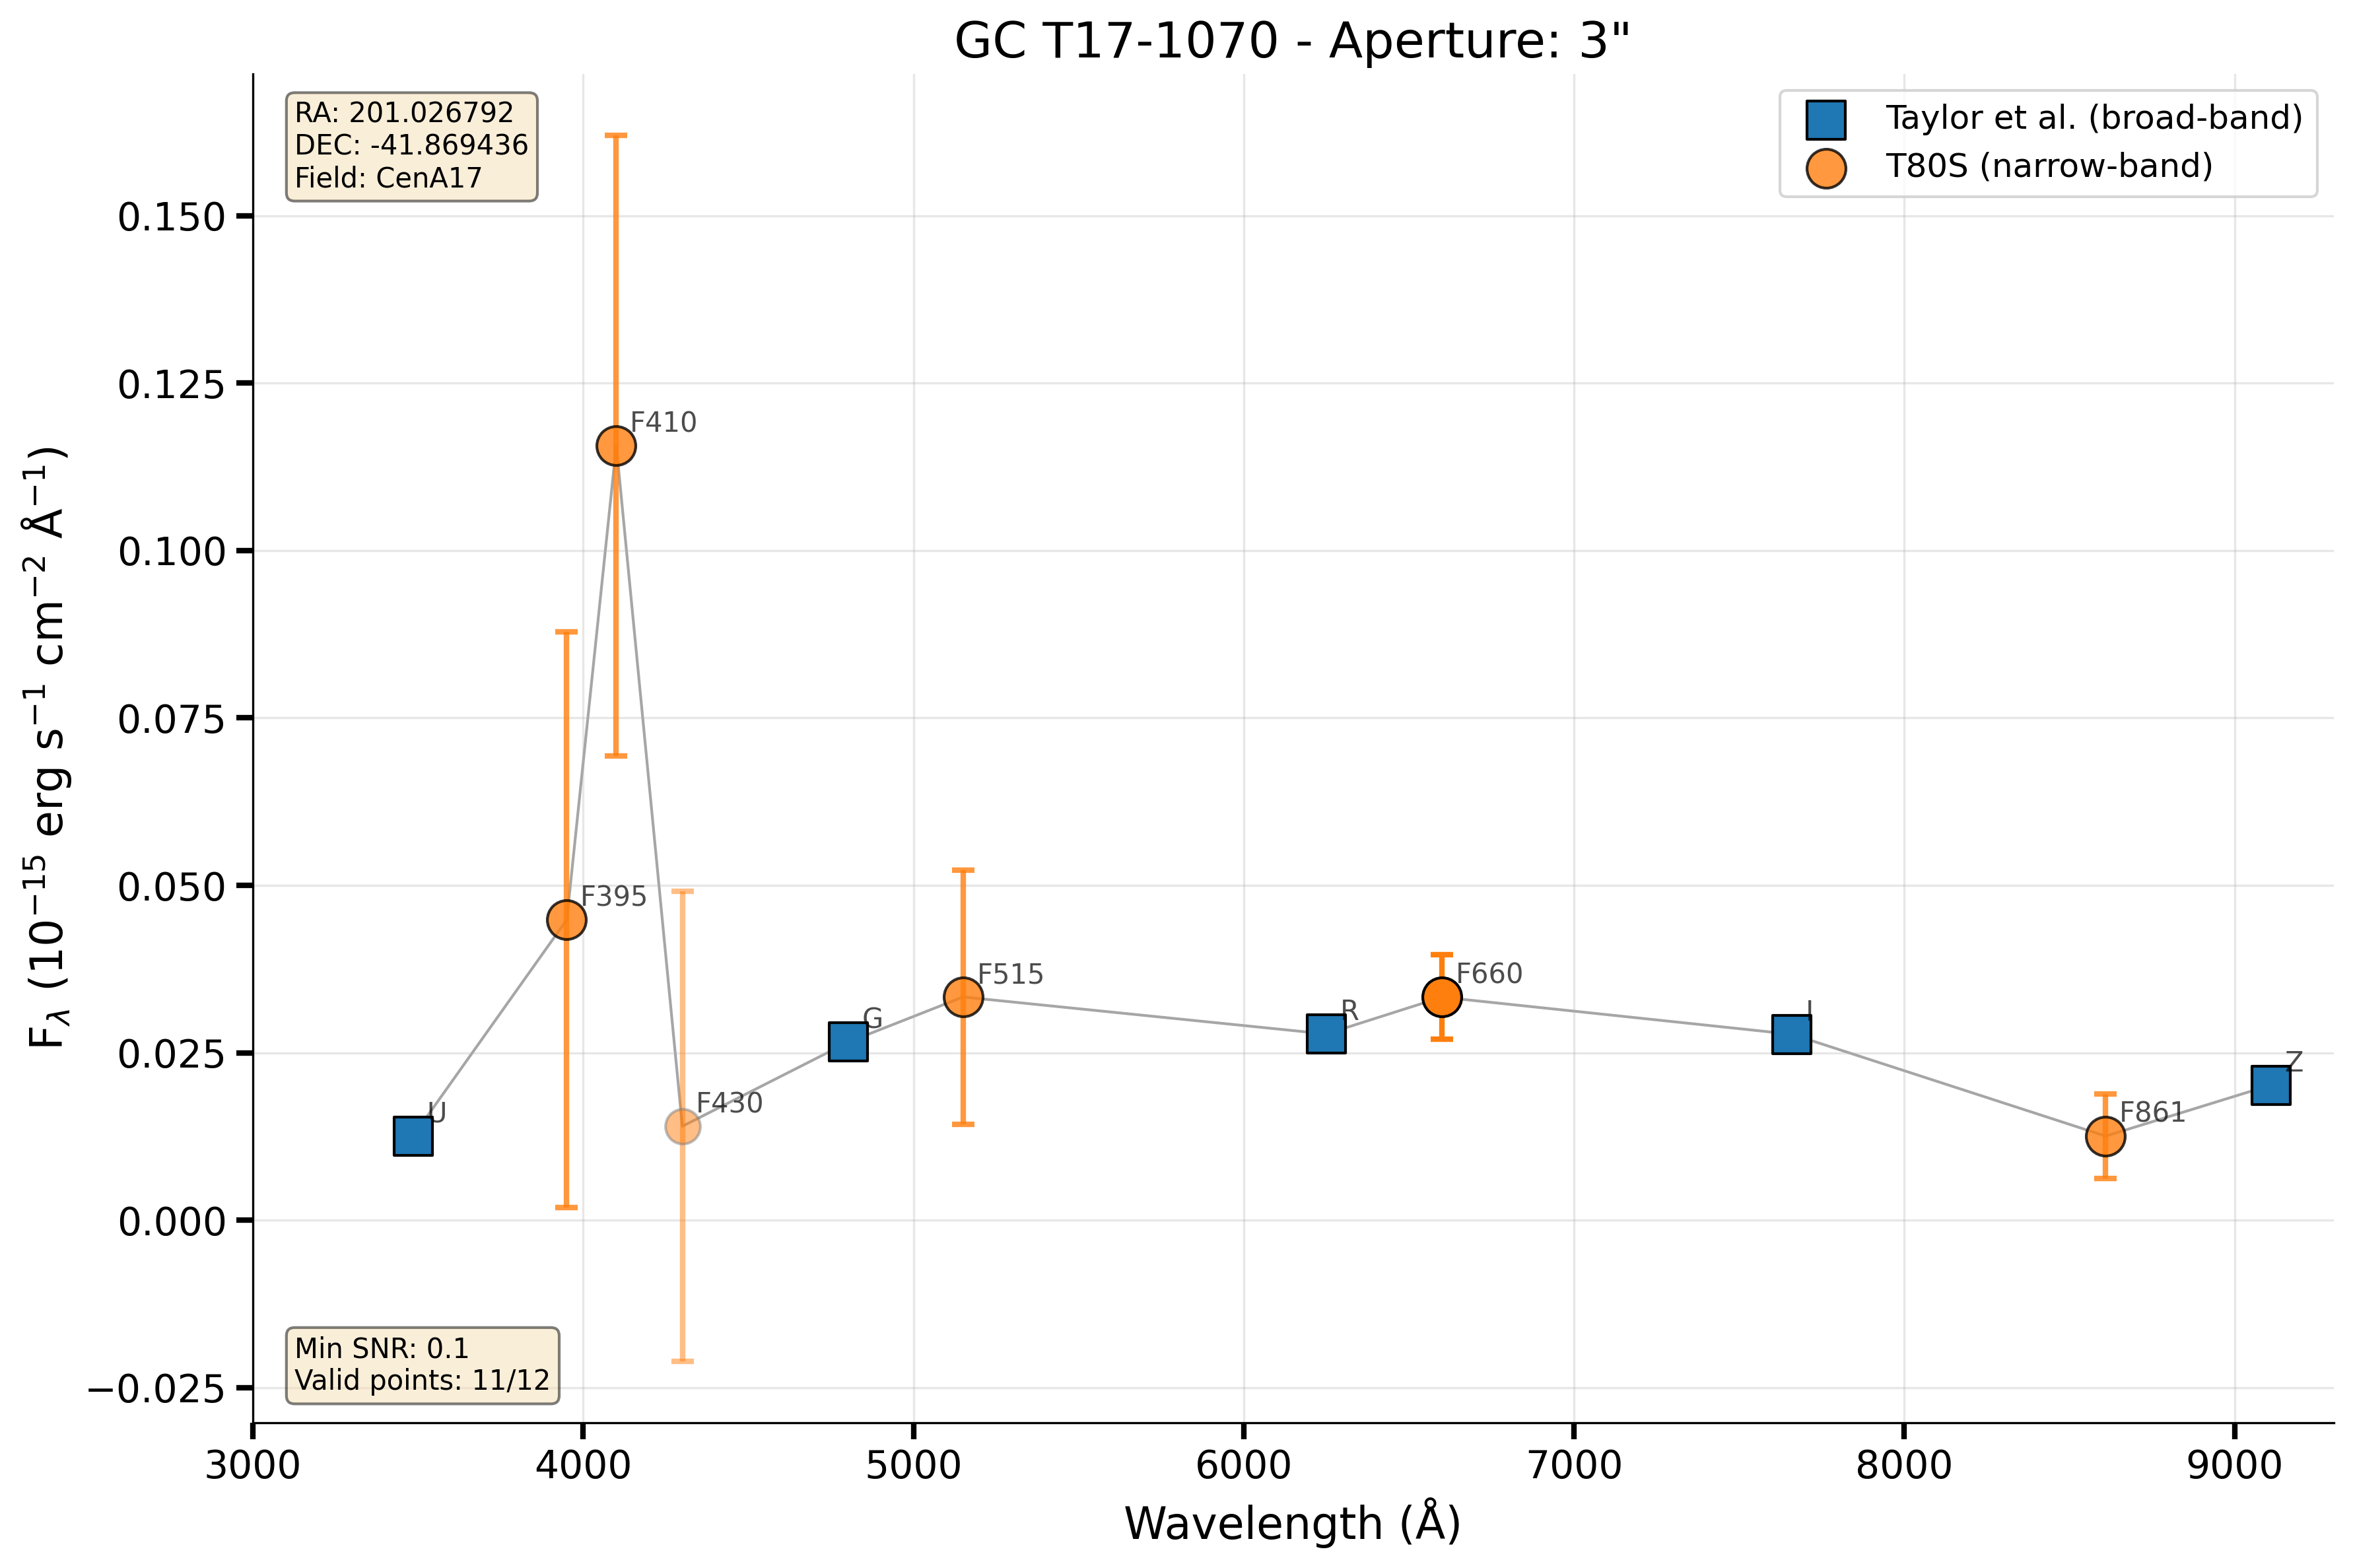 GC T17-1070 - Aperture: 3"
RA: 201.026792
DEC: -41.869436
Field: CenA17
Taylor et al. (broad-band)
T80S (narrow-band)
F_λ (10⁻¹⁵ erg s⁻¹ cm⁻² Å⁻¹)
0.150
0.125
0.100
0.075
0.050
0.025
0.000
−0.025
U
F395
F410
F430
G
F515
R
F660
I
F861
Z
Min SNR: 0.1
Valid points: 11/12
3000 4000 5000 6000 7000 8000 9000
Wavelength (Å)